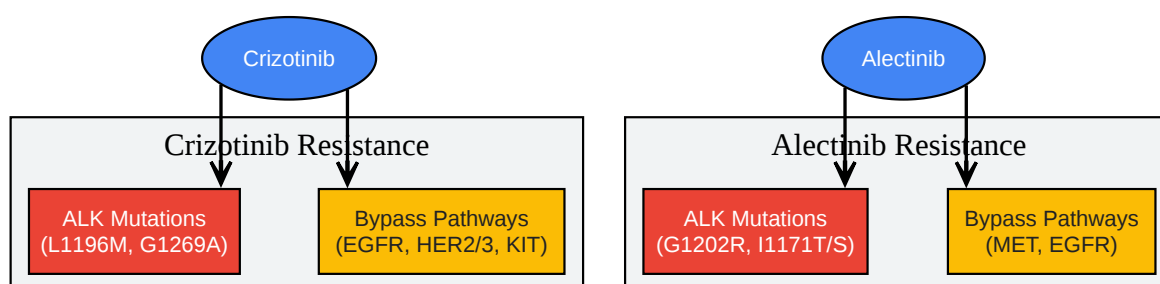 Crizotinib
Alectinib
Crizotinib Resistance
Alectinib Resistance
ALK Mutations
(L1196M, G1269A)
Bypass Pathways
(EGFR, HER2/3, KIT)
ALK Mutations
(G1202R, I1171T/S)
Bypass Pathways
(MET, EGFR)